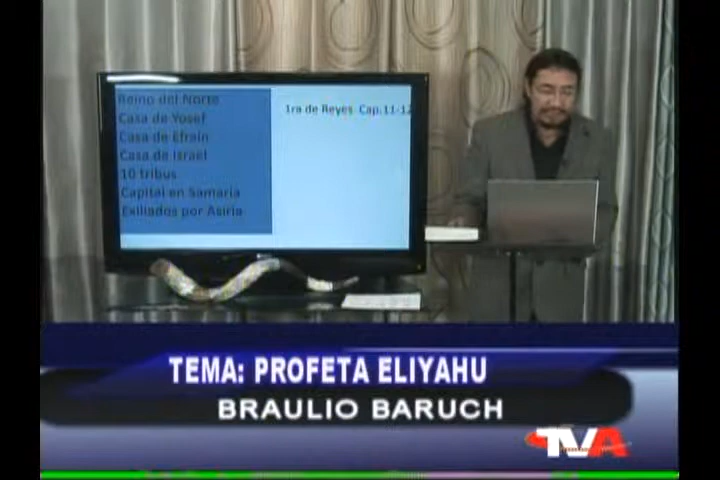 Reino del Norte
Casa de Yosef
Casa de Efrain
Casa de Israel
10 tribus
Capital en Samaria
Exiliados por Asiria
1ra de Reyes Cap.11-12
TEMA: PROFETA ELIYAHU
BRAULIO BARUCH
TVA